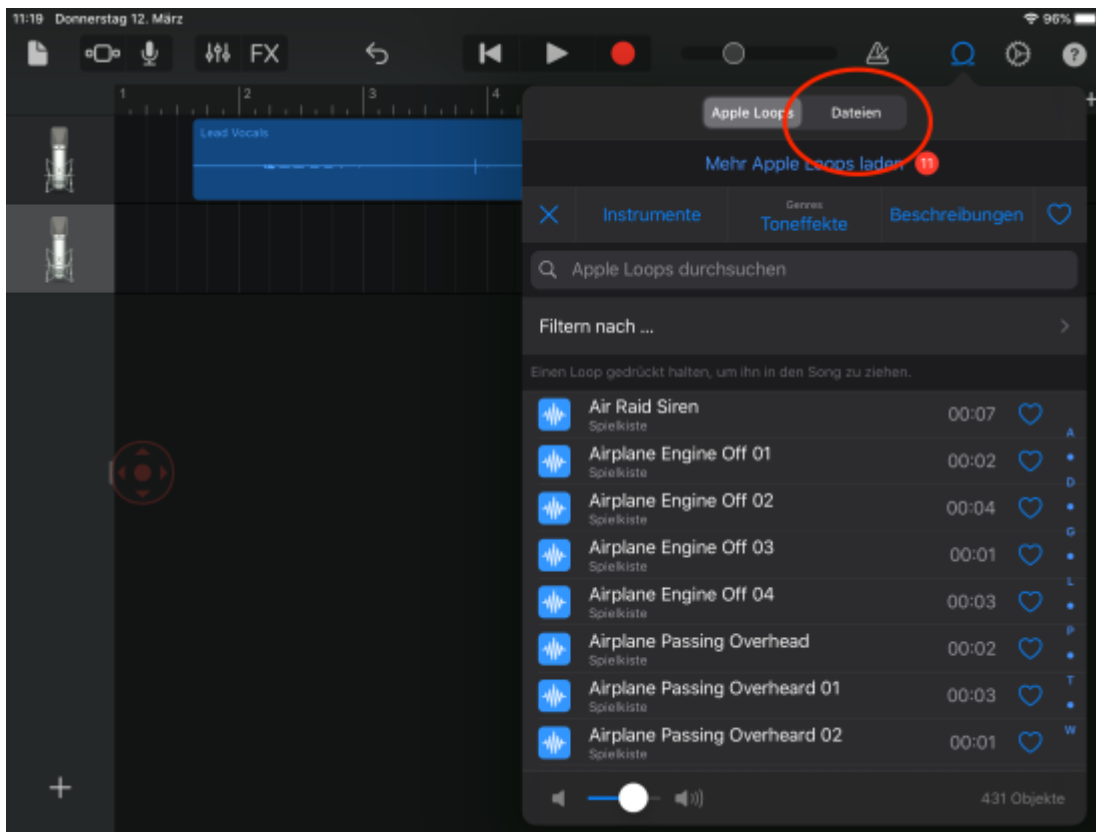 11:19 Donnerstag 12. März 96%
FX
1 2 3 4
Lead Vocals
Apple Loops Dateien
Mehr Apple Loops laden 11
Instrumente Genres Toneffekte Beschreibungen
Apple Loops durchsuchen
Filtern nach ...
Einen Loop gedrückt halten, um ihn in den Song zu ziehen.
Air Raid Siren 00:07
Spielkiste
Airplane Engine Off 01 00:02
Spielkiste
Airplane Engine Off 02 00:04
Spielkiste
Airplane Engine Off 03 00:01
Spielkiste
Airplane Engine Off 04 00:03
Spielkiste
Airplane Passing Overhead 00:02
Spielkiste
Airplane Passing Overheard 01 00:03
Spielkiste
Airplane Passing Overheard 02 00:01
Spielkiste
A
D
G
L
P
T
W
431 Objekte